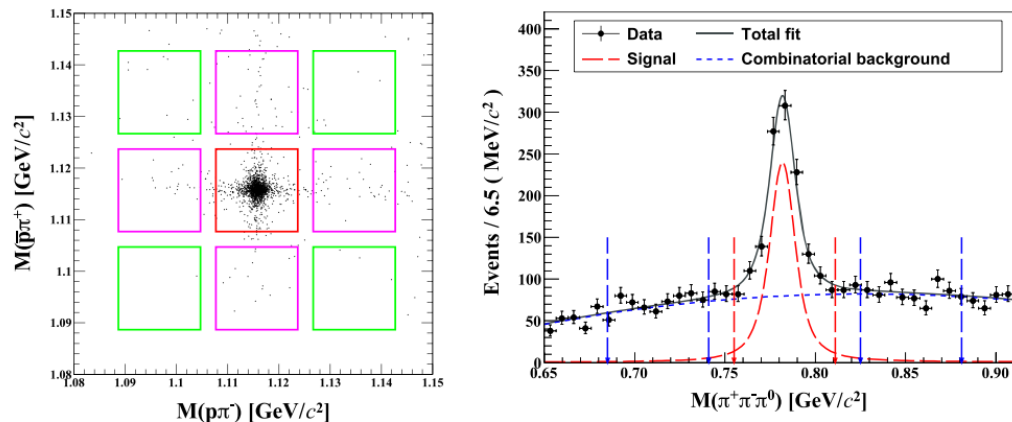 1.15
1.14
1.13
1.12
1.11
1.1
1.09
1.08
M(p̅π⁺) [GeV/c²]
1.08 1.09 1.1 1.11 1.12 1.13 1.14 1.15
M(pπ⁻) [GeV/c²]
400
350
300
250
200
150
100
50
0
Events / 6.5 ( MeV/c²)
Data Total fit
Signal Combinatorial background
0.65 0.70 0.75 0.80 0.85 0.90
M(π⁺π⁻π⁰) [GeV/c²]